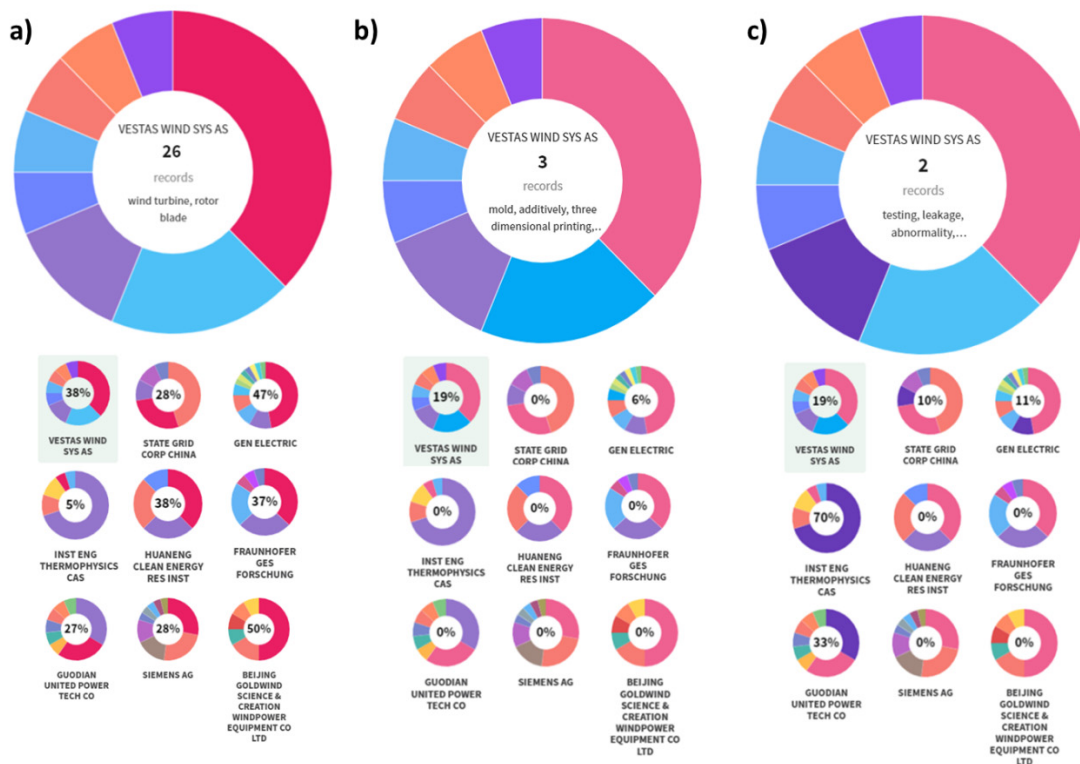 a)
VESTAS WIND SYS AS
26
records
wind turbine, rotor
blade
38%
28%
47%
VESTAS WIND
SYS AS
STATE GRID
CORP CHINA
GEN ELECTRIC
5%
38%
37%
INST ENG
THERMOPHYSICS
CAS
HUANENG
CLEAN ENERGY
RES INST
FRAUNHOFER
GES
FORSCHUNG
27%
28%
50%
GUODIAN
UNITED POWER
TECH CO
SIEMENS AG
BEIJING
GOLDWIND
SCIENCE &
CREATION
WINDPOWER
EQUIPMENT CO
LTD
b)
VESTAS WIND SYS AS
3
records
mold, additively, three
dimensional printing,..
19%
0%
6%
VESTAS WIND
SYS AS
STATE GRID
CORP CHINA
GEN ELECTRIC
0%
0%
0%
INST ENG
THERMOPHYSICS
CAS
HUANENG
CLEAN ENERGY
RES INST
FRAUNHOFER
GES
FORSCHUNG
0%
0%
0%
GUODIAN
UNITED POWER
TECH CO
SIEMENS AG
BEIJING
GOLDWIND
SCIENCE &
CREATION
WINDPOWER
EQUIPMENT CO
LTD
c)
VESTAS WIND SYS AS
2
records
testing, leakage,
abnormality,...
19%
10%
11%
VESTAS WIND
SYS AS
STATE GRID
CORP CHINA
GEN ELECTRIC
70%
0%
0%
INST ENG
THERMOPHYSICS
CAS
HUANENG
CLEAN ENERGY
RES INST
FRAUNHOFER
GES
FORSCHUNG
33%
0%
0%
GUODIAN
UNITED POWER
TECH CO
SIEMENS AG
BEIJING
GOLDWIND
SCIENCE &
CREATION
WINDPOWER
EQUIPMENT CO
LTD